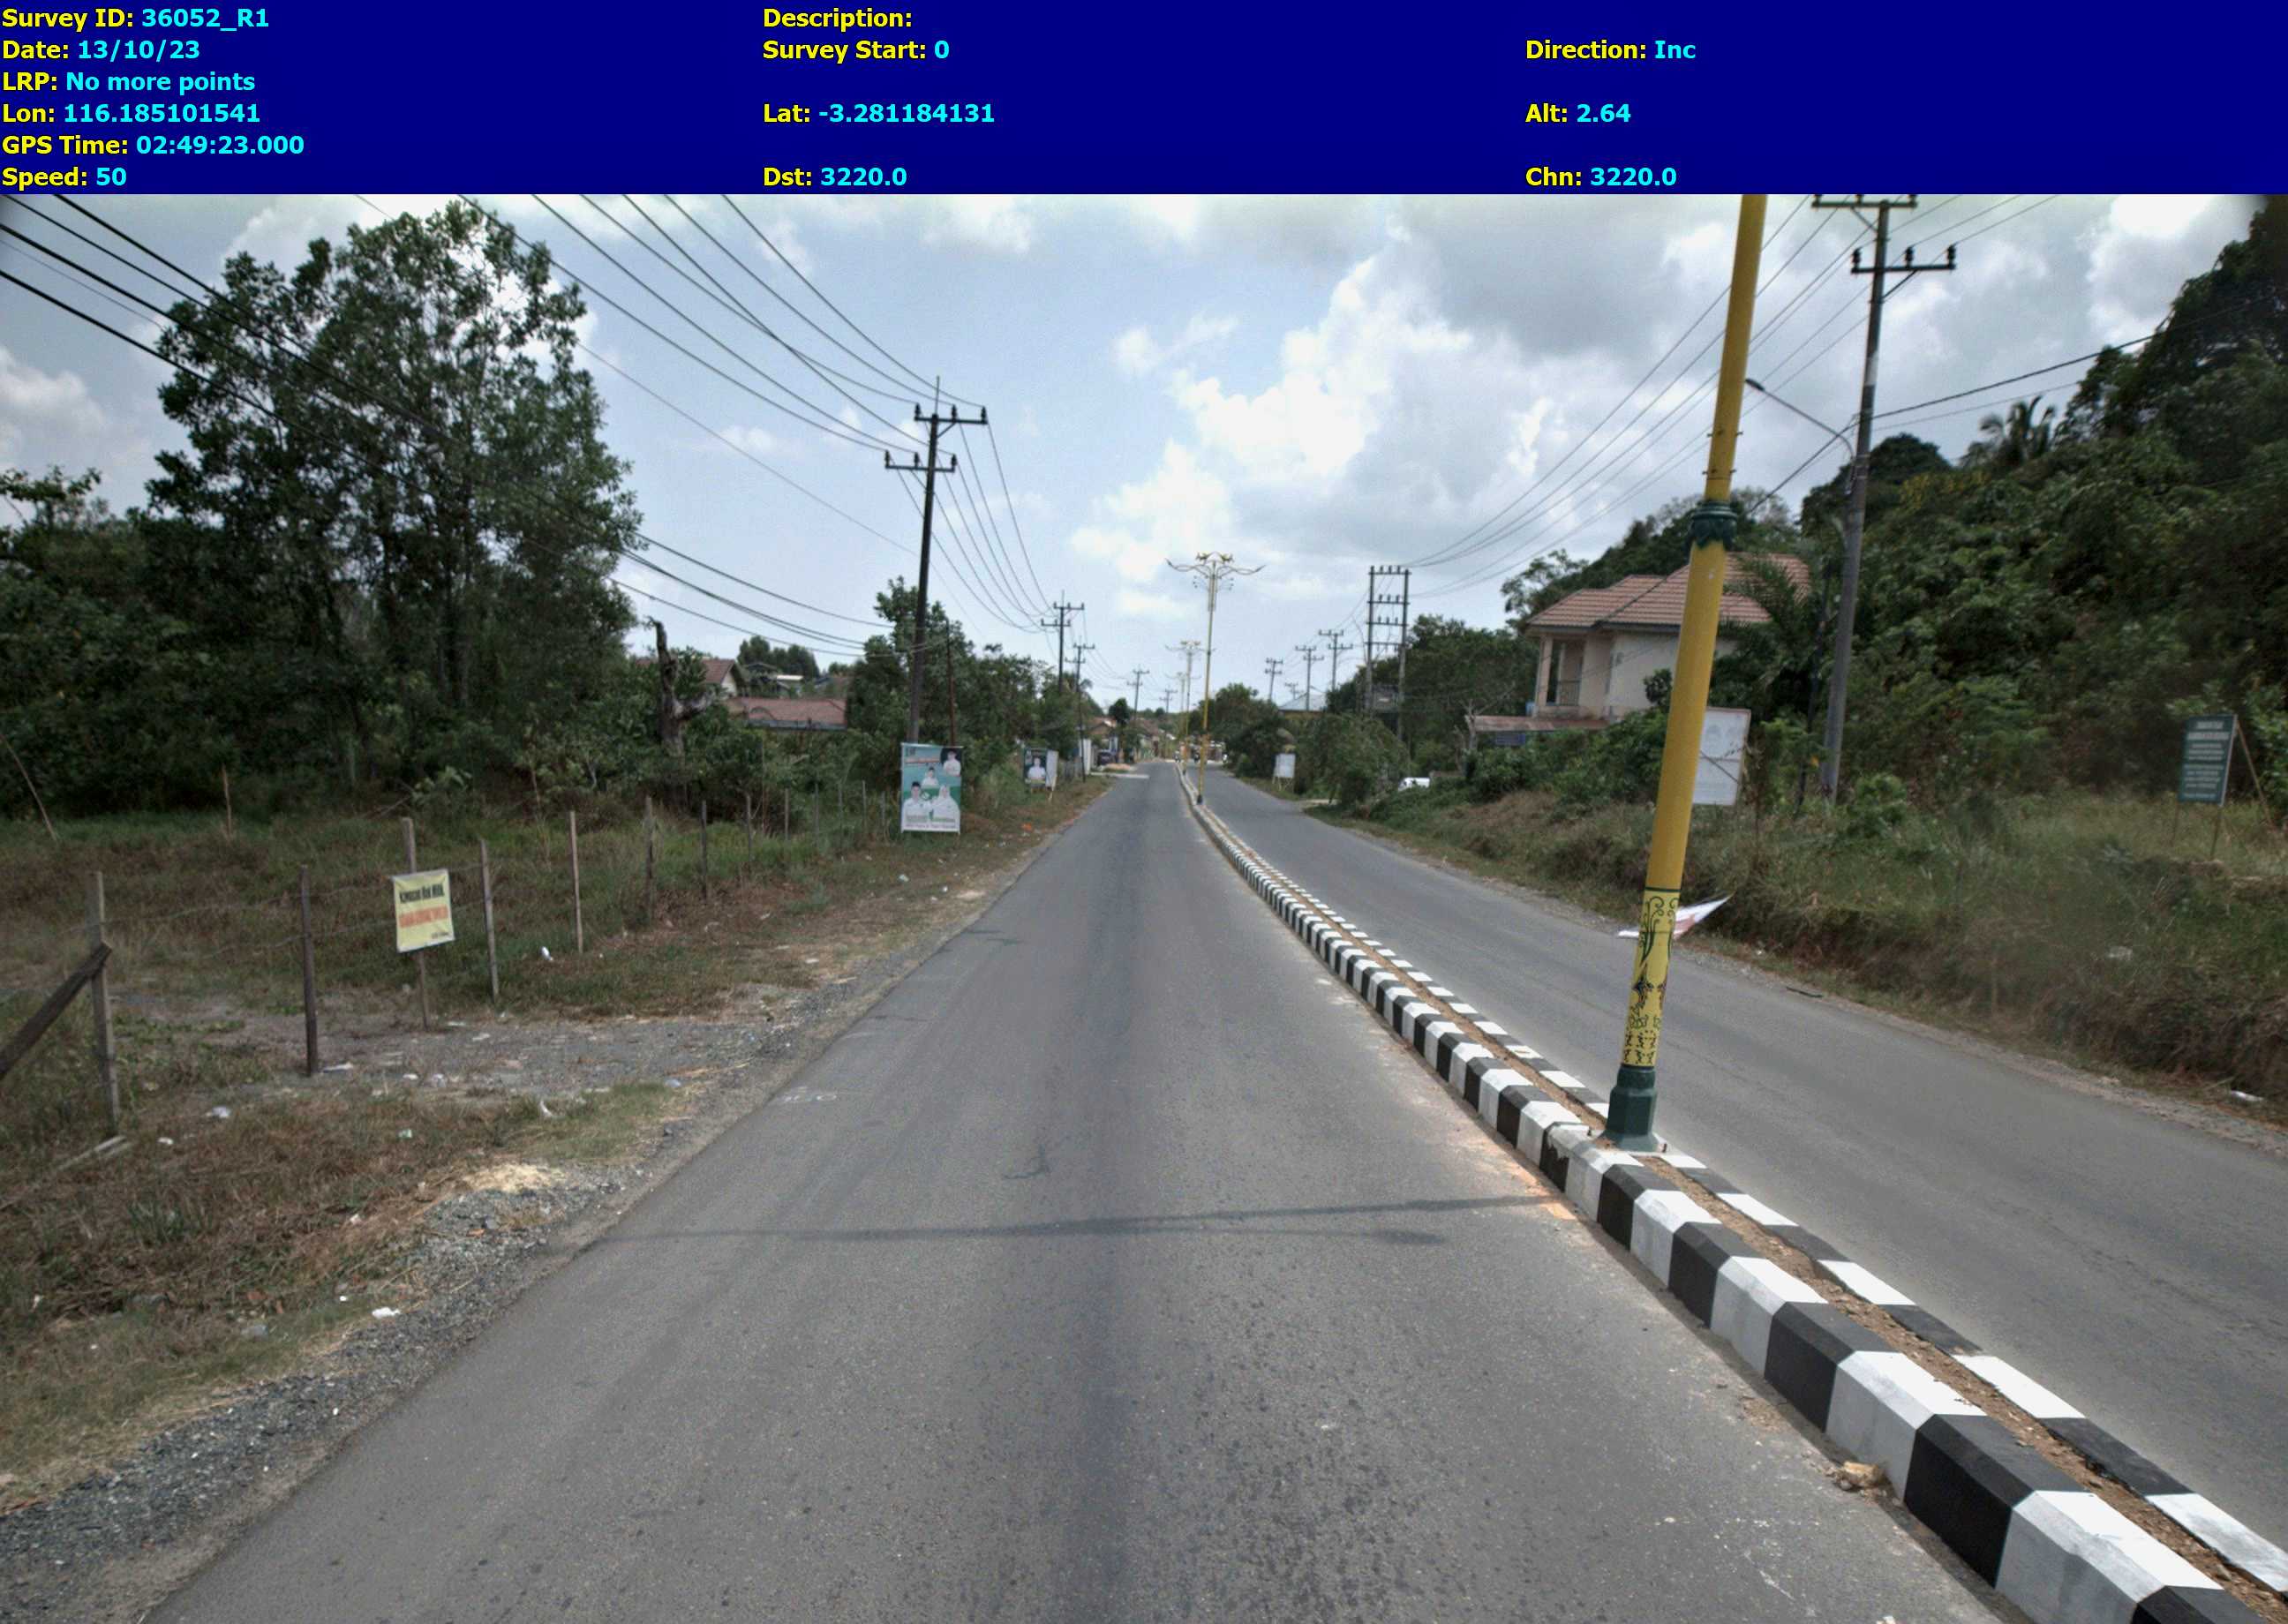 Survey ID: 36052_R1
Description:
Date: 13/10/23
Survey Start: 0
Direction: Inc
LRP: No more points
Lon: 116.185101541
Lat: -3.281184131
Alt: 2.64
GPS Time: 02:49:23.000
Speed: 50
Dst: 3220.0
Chn: 3220.0